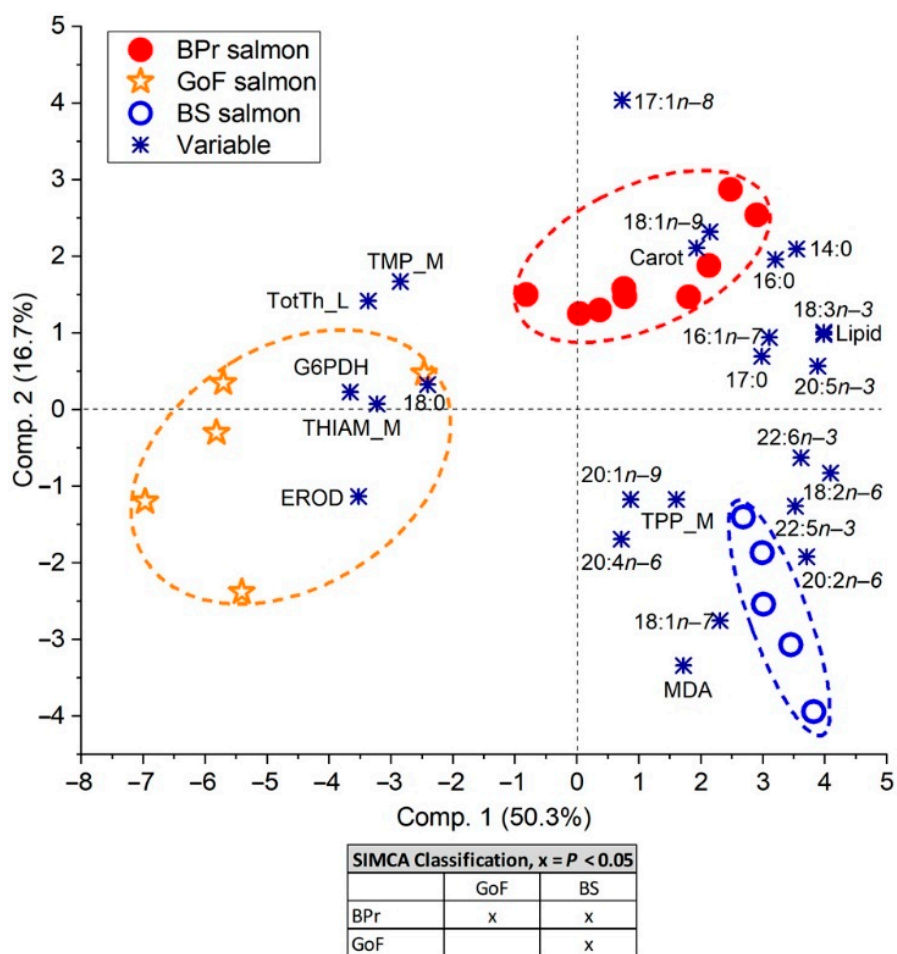 5
4
3
2
1
0
−1
−2
−3
−4
Comp. 2 (16.7%)
BPr salmon
GoF salmon
BS salmon
Variable
17:1n–8
18:1n–9
Carot
14:0
16:0
TMP_M
TotTh_L
18:3n–3
Lipid
16:1n–7
17:0
20:5n–3
G6PDH
18:0
THIAM_M
EROD
22:6n–3
18:2n–6
20:1n–9
TPP_M
22:5n–3
20:4n–6
20:2n–6
18:1n–7
MDA
−8 −7 −6 −5 −4 −3 −2 −1 0 1 2 3 4 5
Comp. 1 (50.3%)
SIMCA Classification, x = P < 0.05
GoF BS
BPr x x
GoF x